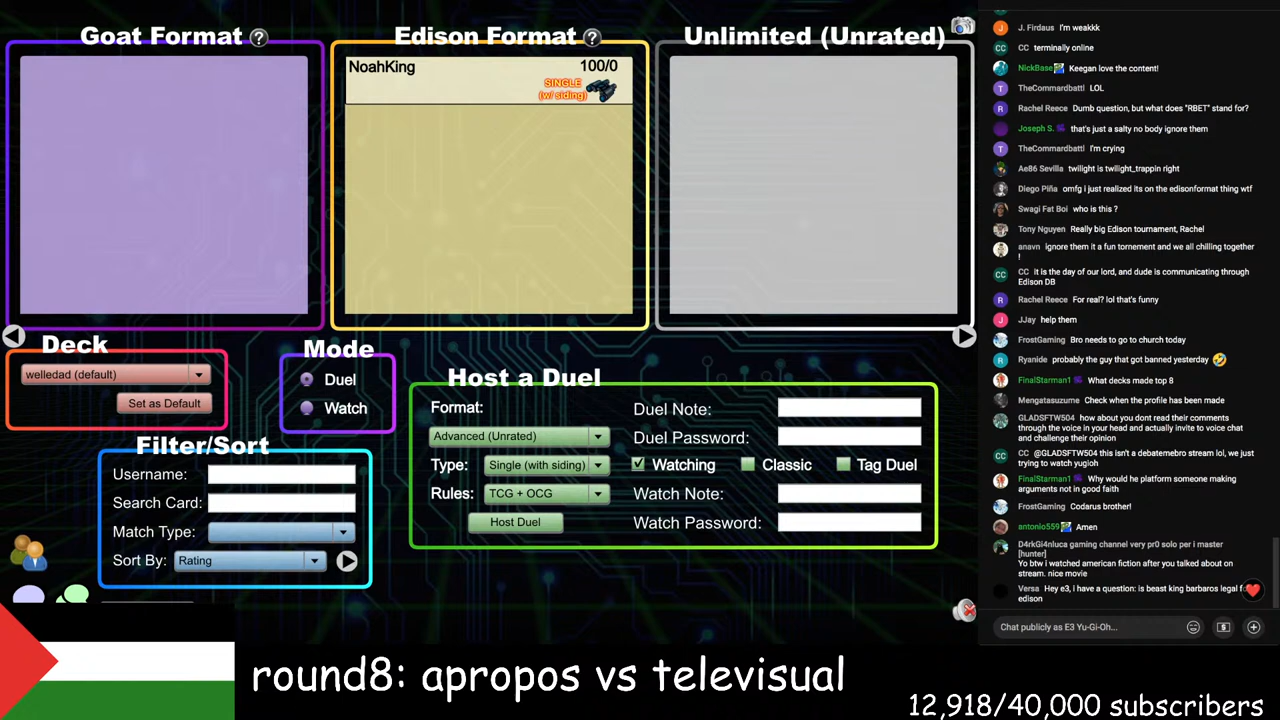 Goat Format ?
Edison Format ?
Unlimited (Unrated)
NoahKing 100/0
SINGLE
(w/ siding)
Deck
welledad (default)
Set as Default
Mode
Duel
Watch
Filter/Sort
Username:
Search Card:
Match Type:
Sort By: Rating
Host a Duel
Format:
Advanced (Unrated)
Type: Single (with siding)
Rules: TCG + OCG
Host Duel
Duel Note:
Duel Password:
Watching Classic Tag Duel
Watch Note:
Watch Password:
J. Firdaus I'm weakkk
CC terminally online
NickBase Keegan love the content!
TheCommardbattl LOL
Rachel Reece Dumb question, but what does "RBET" stand for?
Joseph S. that's just a salty no body ignore them
TheCommardbattl I'm crying
Ae86 Sevilla twilight is twilight_trappin right
Diego Piña omfg i just realized its on the edisonformat thing wtf
Swagi Fat Boi who is this ?
Tony Nguyen Really big Edison tournament, Rachel
anavn ignore them it a fun tornement and we all chilling together
!
CC it is the day of our lord, and dude is communicating through
Edison DB
Rachel Reece For real? lol that's funny
JJay help them
FrostGaming Bro needs to go to church today
Ryanide probably the guy that got banned yesterday 🤣
FinalStarman1 What decks made top 8
Mengatasuzume Check when the profile has been made
GLADSFTW504 how about you dont read their comments
through the voice in your head and actually invite to voice chat
and challenge their opinion
CC @GLADSFTW504 this isn't a debatemebro stream lol, we just
trying to watch yugioh
FinalStarman1 Why would he platform someone making
arguments not in good faith
FrostGaming Codarus brother!
antonio559 Amen
D4rkGi4nluca gaming channel very pr0 solo per i master
[hunter]
Yo btw i watched american fiction after you talked about on
stream. nice movie
Versa Hey e3, i have a question: is beast king barbaros legal f
edison
Chat publicly as E3 Yu-Gi-Oh...
round8: apropos vs televisual
12,918/40,000 subscribers